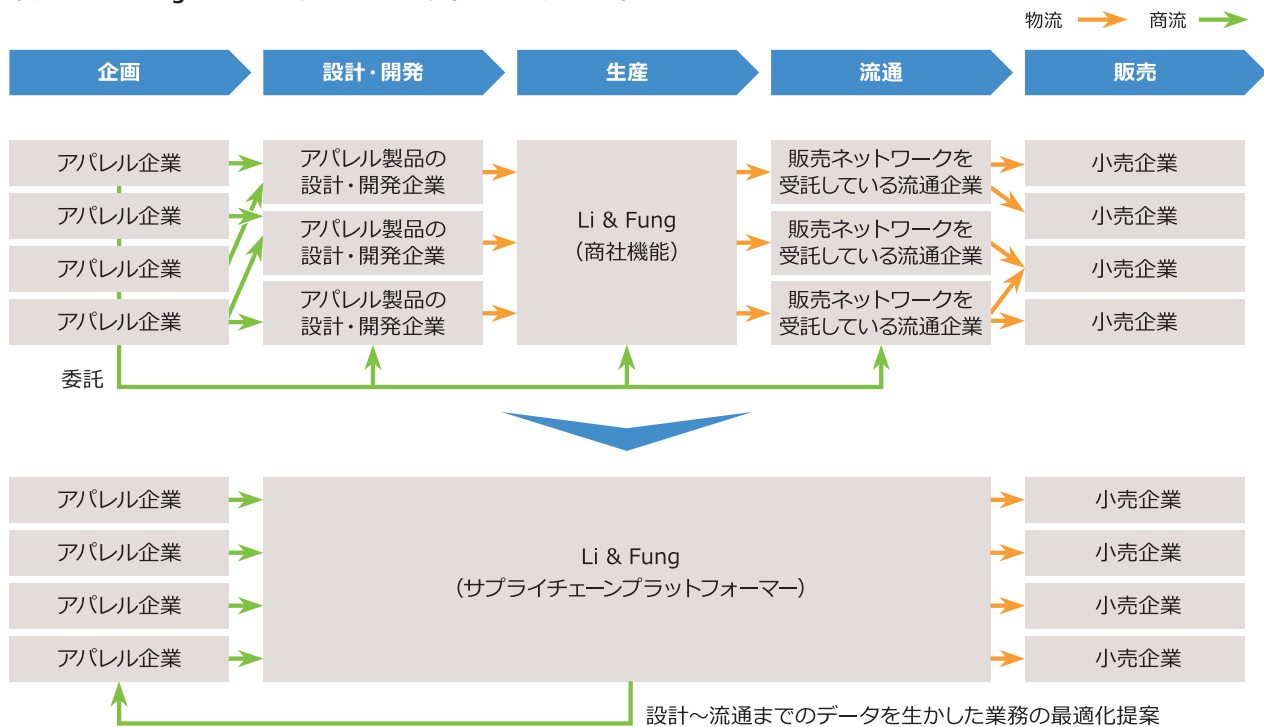 物流 商流
企画 設計・開発 生産 流通 販売
アパレル企業
アパレル企業
アパレル企業
アパレル企業
アパレル製品の
設計・開発企業
アパレル製品の
設計・開発企業
アパレル製品の
設計・開発企業
Li & Fung
（商社機能）
販売ネットワークを
受託している流通企業
販売ネットワークを
受託している流通企業
販売ネットワークを
受託している流通企業
小売企業
小売企業
小売企業
小売企業
委託
アパレル企業
アパレル企業
アパレル企業
アパレル企業
Li & Fung
（サプライチェーンプラットフォーマー）
小売企業
小売企業
小売企業
小売企業
設計～流通までのデータを生かした業務の最適化提案